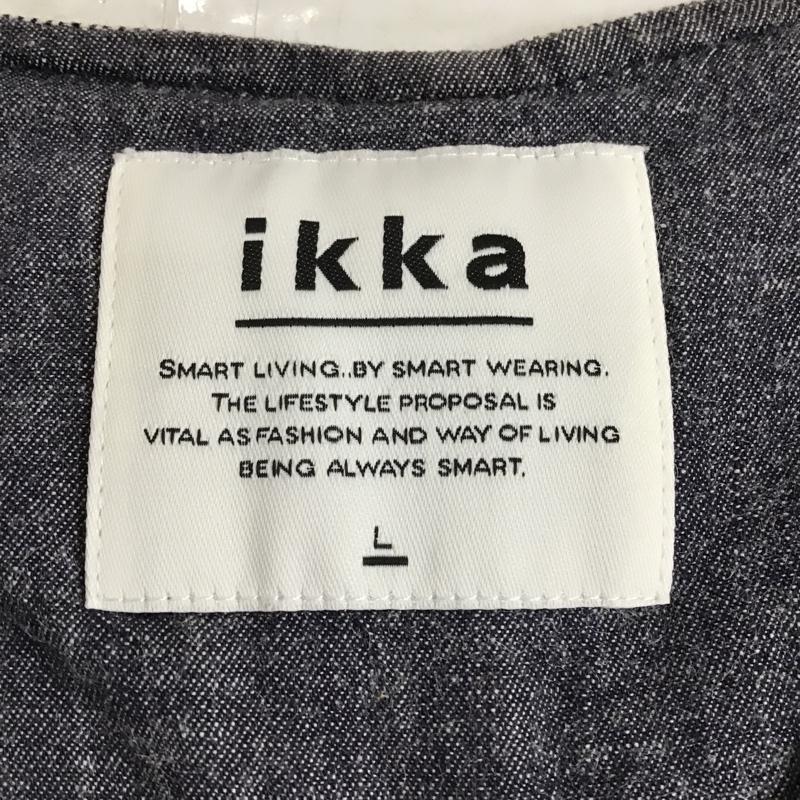 ikka
SMART LIVING..BY SMART WEARING.
THE LIFESTYLE PROPOSAL IS
VITAL AS FASHION AND WAY OF LIVING
BEING ALWAYS SMART.
L